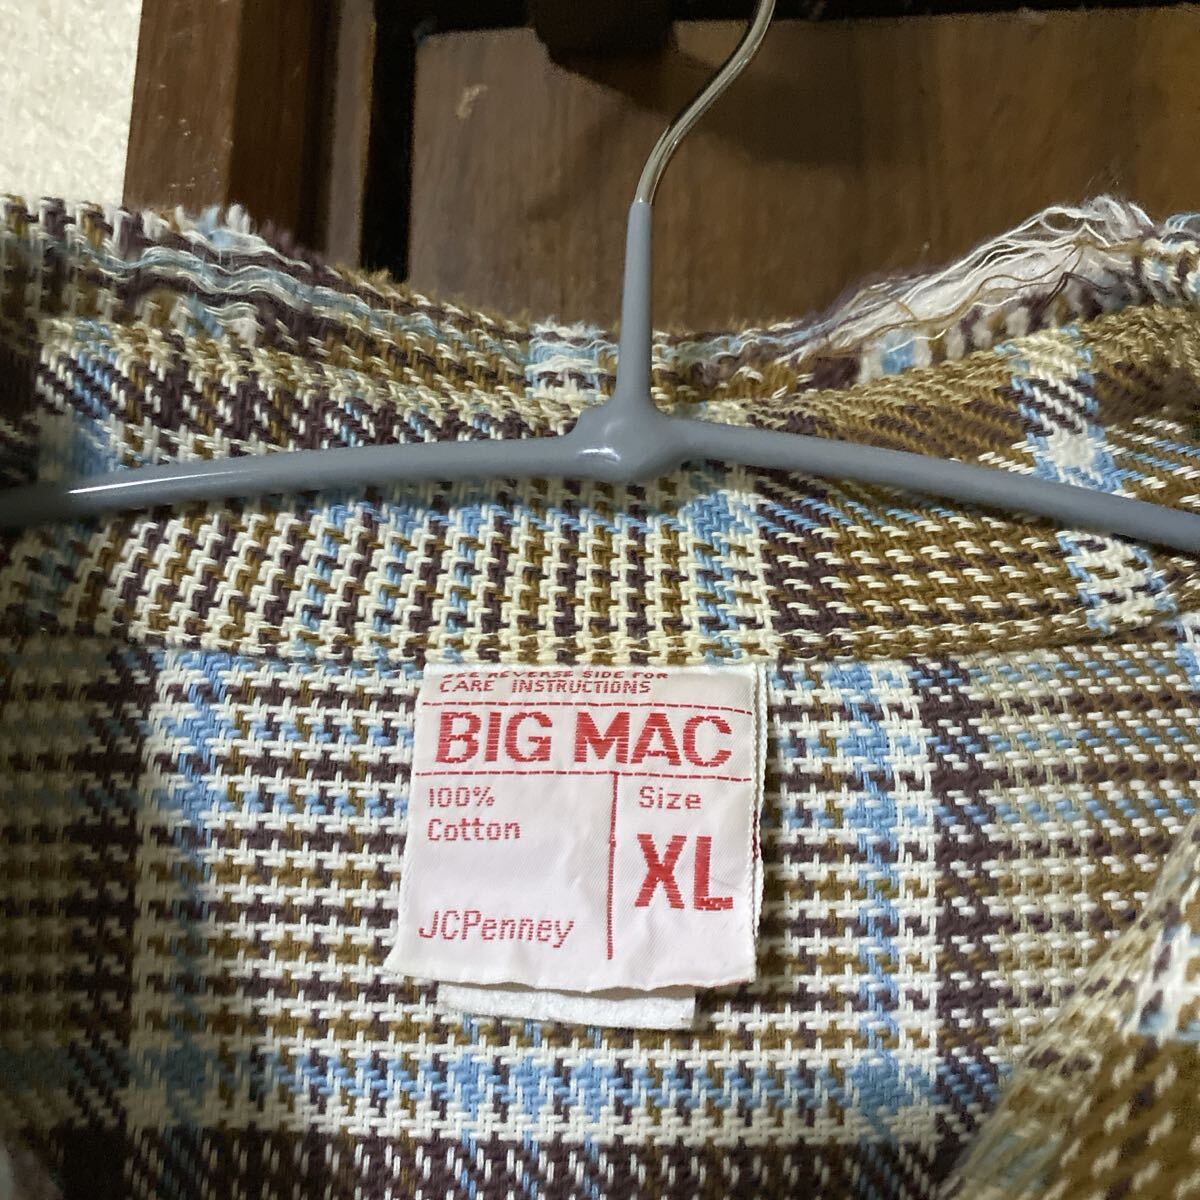 SEE REVERSE SIDE FOR
CARE INSTRUCTIONS
BIG MAC
100%
Cotton
JCPenney
Size
XL